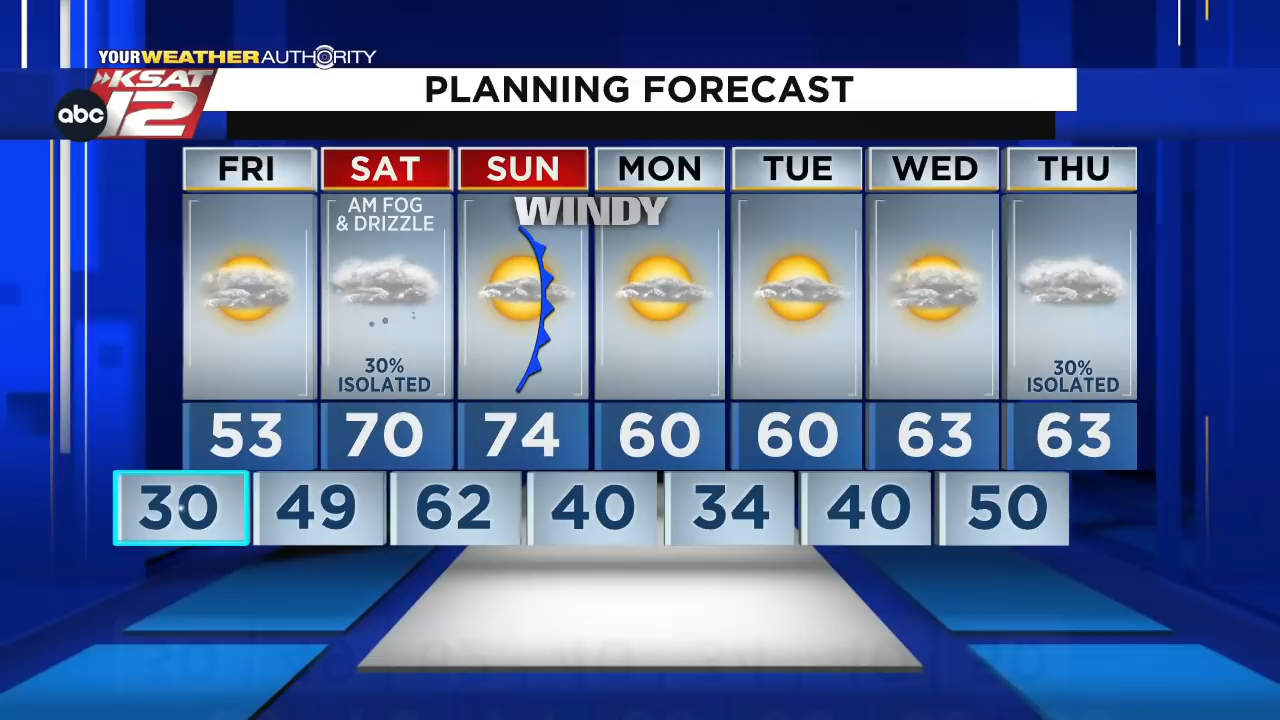 YOURWEATHERAUTHORITY
KSAT
abc 12
PLANNING FORECAST
FRI SAT SUN MON TUE WED THU
AM FOG
& DRIZZLE
WINDY
30%
ISOLATED
30%
ISOLATED
53 70 74 60 60 63 63
30 49 62 40 34 40 50